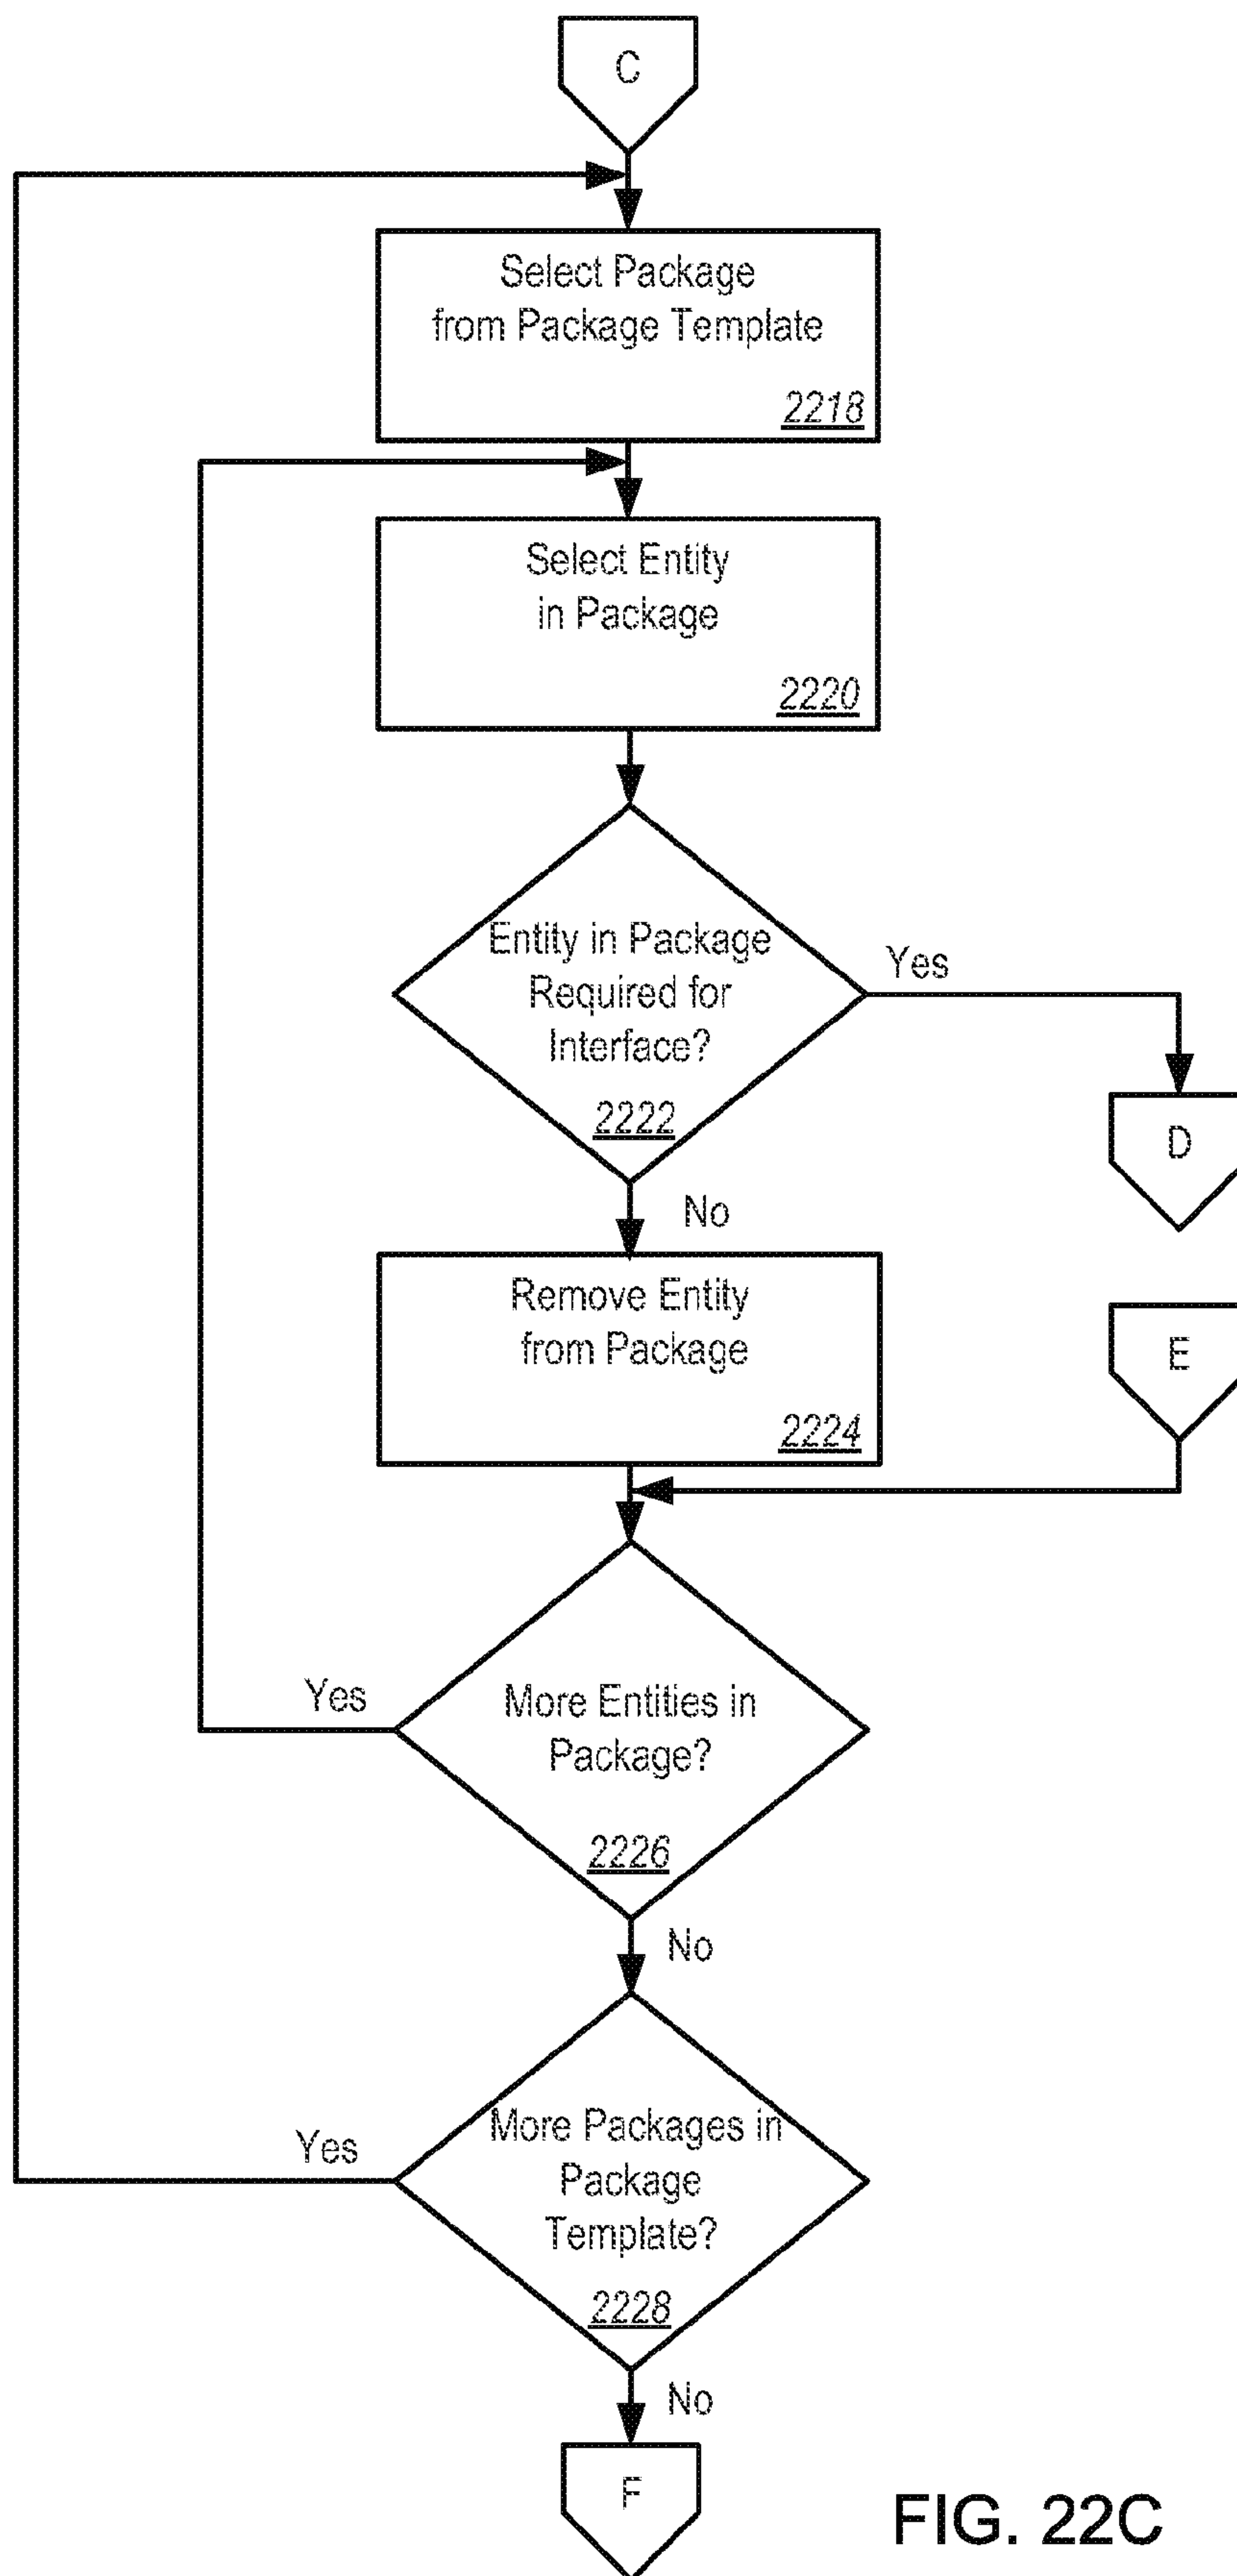 C
Select Package
from Package Template
2218
Select Entity
in Package
2220
Entity in Package
Required for
Interface?
2222
Yes
D
No
Remove Entity
from Package
2224
E
More Entities in
Package?
2226
Yes
No
More Packages in
Package
Template?
2228
Yes
No
F
FIG. 22C